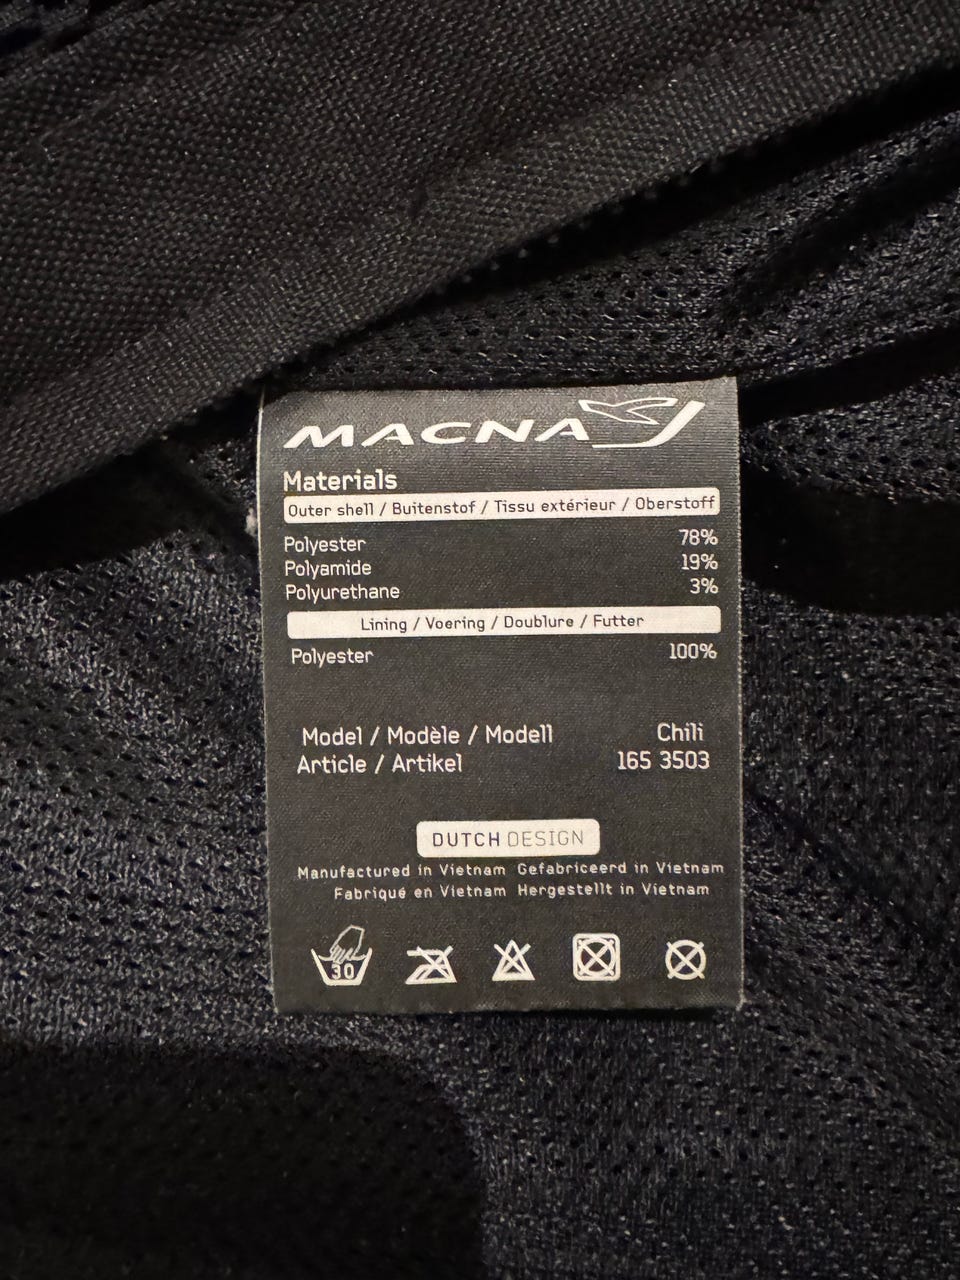 MACNA
Materials
Outer shell / Buitenstof / Tissu extérieur / Oberstoff
Polyester 78%
Polyamide 19%
Polyurethane 3%
Lining / Voering / Doublure / Futter
Polyester 100%
Model / Modèle / Modell Chili
Article / Artikel 165 3503
DUTCH DESIGN
Manufactured in Vietnam Gefabriceerd in Vietnam
Fabriqué en Vietnam Hergestellt in Vietnam
30